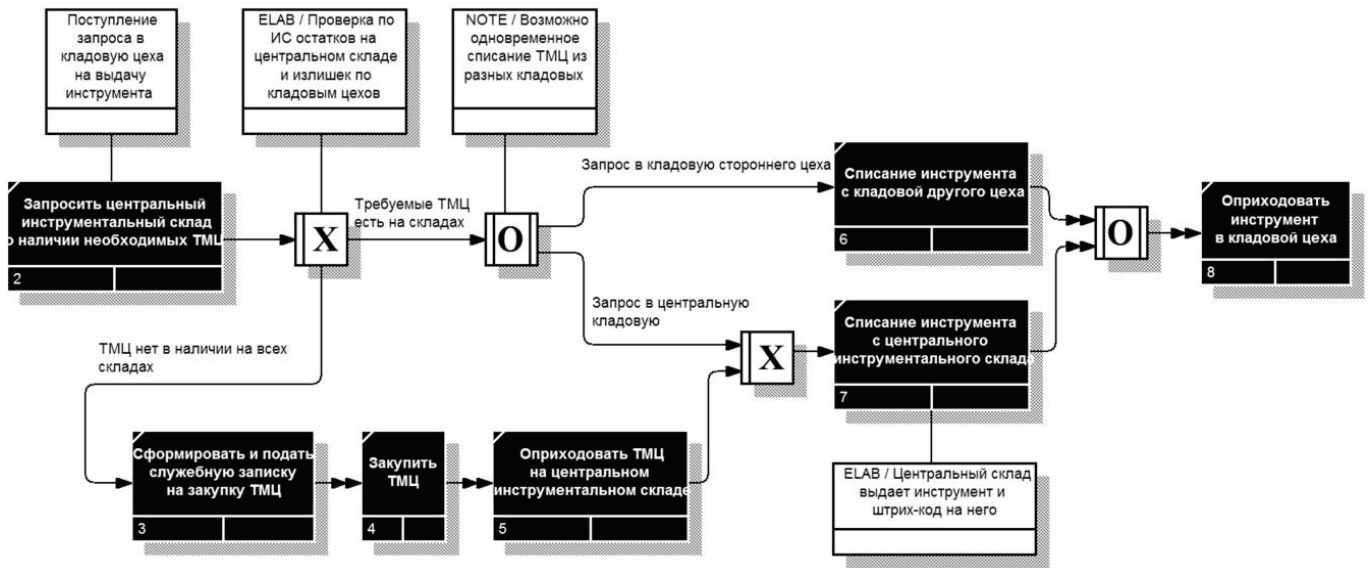 Поступление
запроса в
кладовую цеха
на выдачу
инструмента
ELAB / Проверка по
ИС остатков на
центральном складе
и излишек по
кладовым цехов
NOTE / Возможно
одновременное
списание ТМЦ из
разных кладовых
Запросить центральный
инструментальный склад
о наличии необходимых ТМЦ
2
X
Требуемые ТМЦ
есть на складах
O
Запрос в кладовую стороннего цеха
Списание инструмента
с кладовой другого цеха
6
O
Оприходовать
инструмент
в кладовой цеха
8
Запрос в центральную
кладовую
X
Списание инструмента
с центрального
инструментального склада
7
ТМЦ нет в наличии на всех
складах
Сформировать и подать
служебную записку
на закупку ТМЦ
3
Закупить
ТМЦ
4
Оприходовать ТМЦ
на центральном
инструментальном складе
5
ELAB / Центральный склад
выдает инструмент и
штрих-код на него